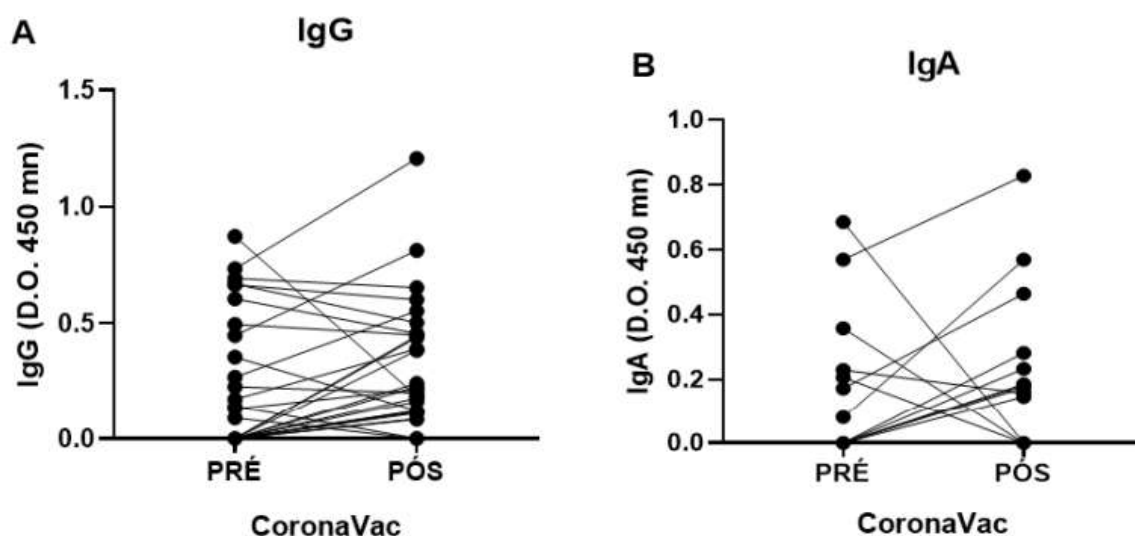 A
IgG
IgG (D.O. 450 mn)
1.5
1.0
0.5
0.0
PRÉ PÓS
CoronaVac
B
IgA
IgA (D.O. 450 mn)
1.0
0.8
0.6
0.4
0.2
0.0
PRÉ PÓS
CoronaVac